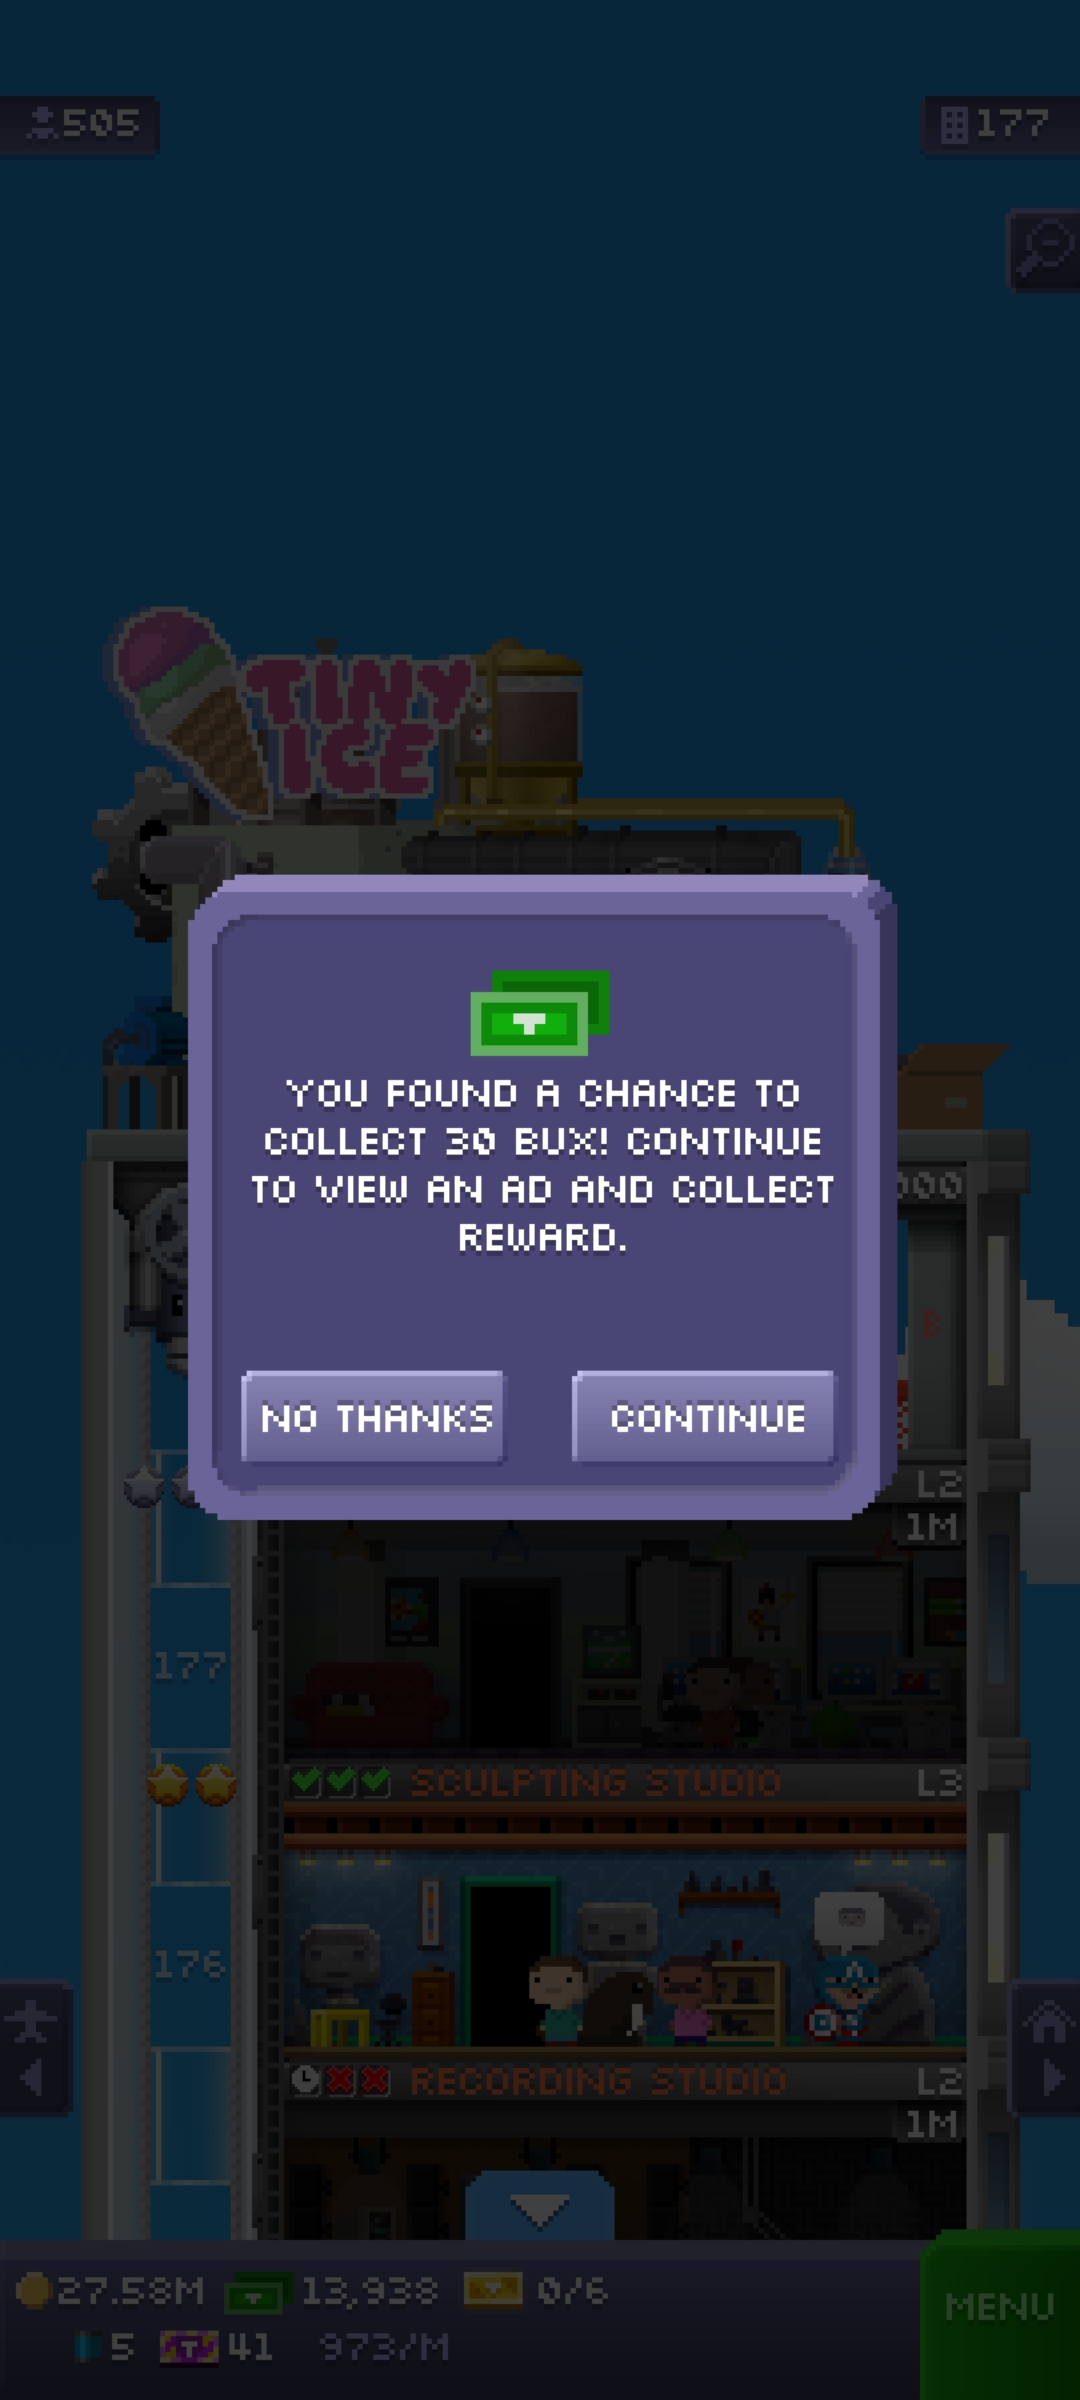 505
177
TINY
ICE
YOU FOUND A CHANCE TO
COLLECT 30 BUX! CONTINUE
TO VIEW AN AD AND COLLECT
REWARD.
NO THANKS
CONTINUE
L2
1M
177
SCULPTING STUDIO
L3
176
RECORDING STUDIO
L2
1M
27.58M
13,938
0/6
5
41
973/M
MENU